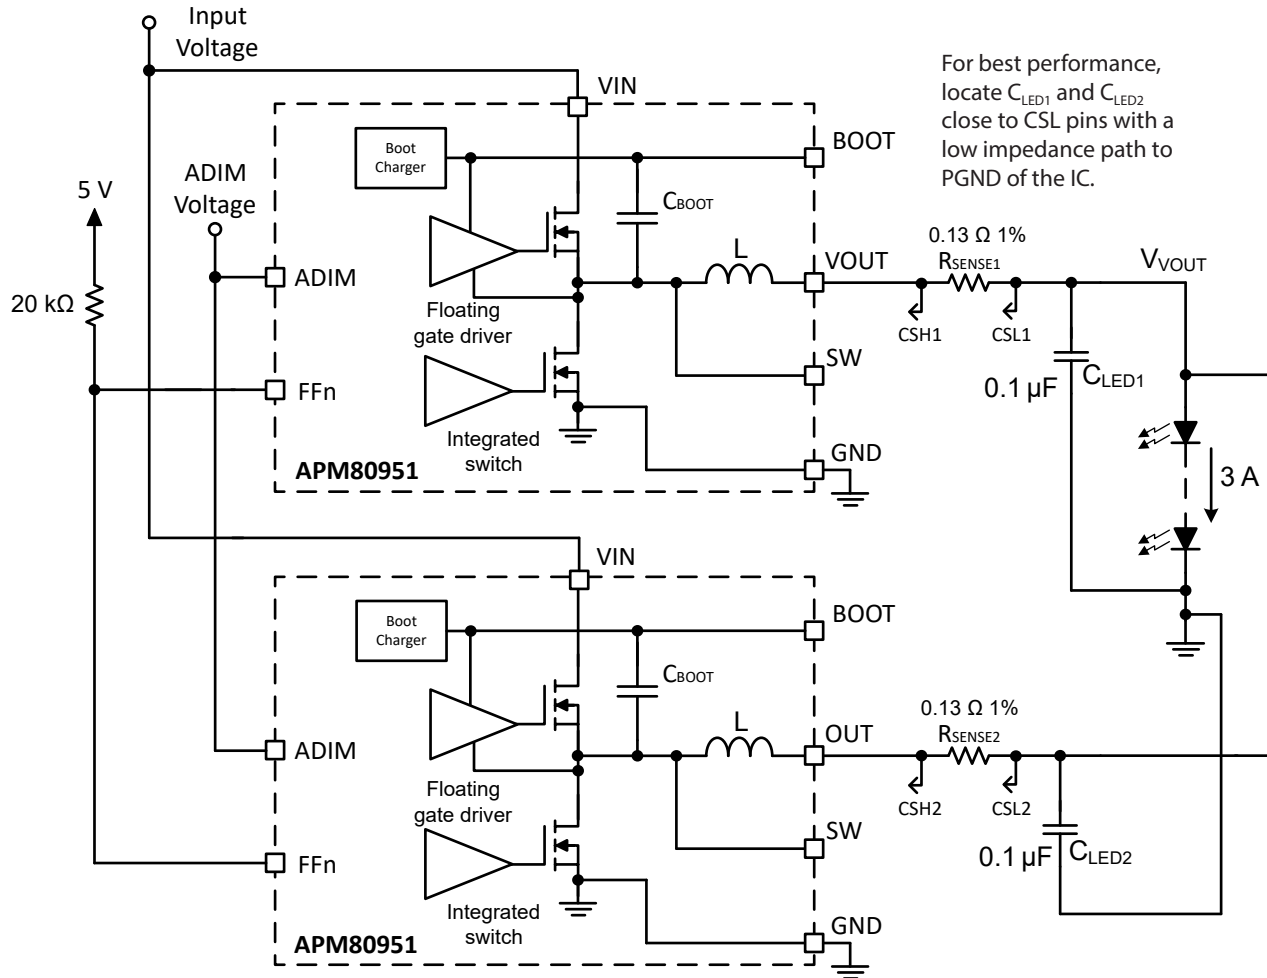 Input
Voltage
For best performance,
locate CLED1 and CLED2
close to CSL pins with a
low impedance path to
PGND of the IC.
VIN
BOOT
Boot
Charger
ADIM
Voltage
5 V
CBOOT
0.13 Ω 1%
RSENSE1
L
VOUT
VVOUT
ADIM
20 kΩ
Floating
gate driver
CSH1
CSL1
SW
FFn
0.1 µF
CLED1
Integrated
switch
GND
APM80951
3 A
VIN
BOOT
Boot
Charger
CBOOT
0.13 Ω 1%
RSENSE2
L
OUT
ADIM
Floating
gate driver
CSH2
CSL2
SW
FFn
0.1 µF
CLED2
Integrated
switch
GND
APM80951